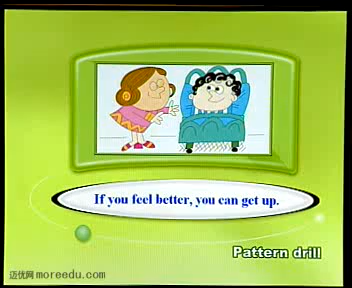 If you feel better, you can get up.
Pattern drill
迈优网 moreedu.com